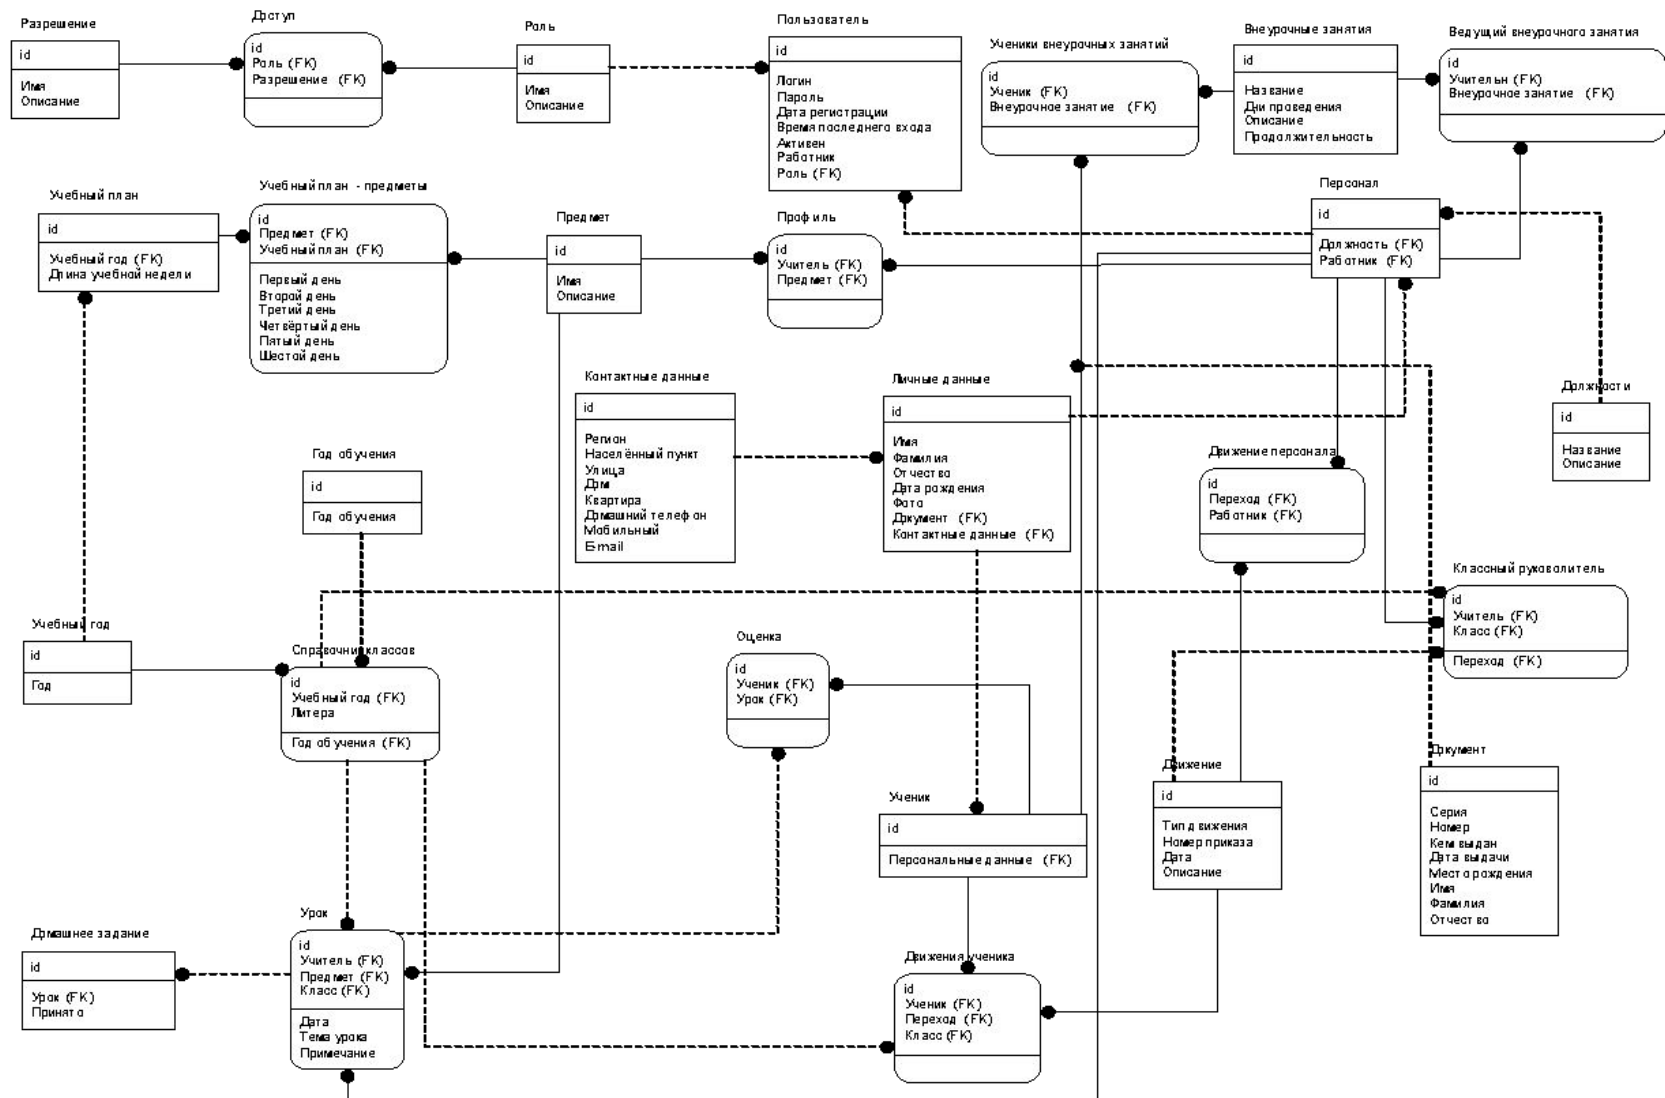 Разрешение
id
Имя
Описание
Доступ
id
Роль (FK)
Разрешение (FK)
Роль
id
Имя
Описание
Пользователь
id
Логин
Пароль
Дата регистрации
Время последнего входа
Активен
Работник
Роль (FK)
Ученики внеурочных занятий
id
Ученик (FK)
Внеурочное занятие (FK)
Внеурочные занятия
id
Название
Дни проведения
Описание
Продолжительность
Ведущий внеурочного занятия
id
Учительн (FK)
Внеурочное занятие (FK)
Учебный план
id
Учебный год (FK)
Длина учебной недели
Учебный план - предметы
id
Предмет (FK)
Учебный план (FK)
Первый день
Второй день
Третий день
Четвёртый день
Пятый день
Шестой день
Предмет
id
Имя
Описание
Профиль
id
Учитель (FK)
Предмет (FK)
Персонал
id
Должность (FK)
Работник (FK)
Контактные данные
id
Регион
Населённый пункт
Улица
Дом
Квартира
Домашний телефон
Мобильный
E-mail
Личные данные
id
Имя
Фамилия
Отчество
Дата рождения
Фото
Документ (FK)
Контактные данные (FK)
Должности
id
Название
Описание
Год обучения
id
Год обучения
Движение персонала
id
Переход (FK)
Работник (FK)
Классный руковолитель
id
Учитель (FK)
Класс (FK)
Переход (FK)
Учебный год
id
Год
Справочник классов
id
Учебный год (FK)
Литера
Год обучения (FK)
Оценка
id
Ученик (FK)
Урок (FK)
Ученик
id
Персональные данные (FK)
Движение
id
Тип движения
Номер приказа
Дата
Описание
Документ
id
Серия
Номер
Кем выдан
Дата выдачи
Место рождения
Имя
Фамилия
Отчество
Домашнее задание
id
Урок (FK)
Принято
Урок
id
Учитель (FK)
Предмет (FK)
Класс (FK)
Дата
Тема урока
Примечание
Движения ученика
id
Ученик (FK)
Переход (FK)
Класс (FK)